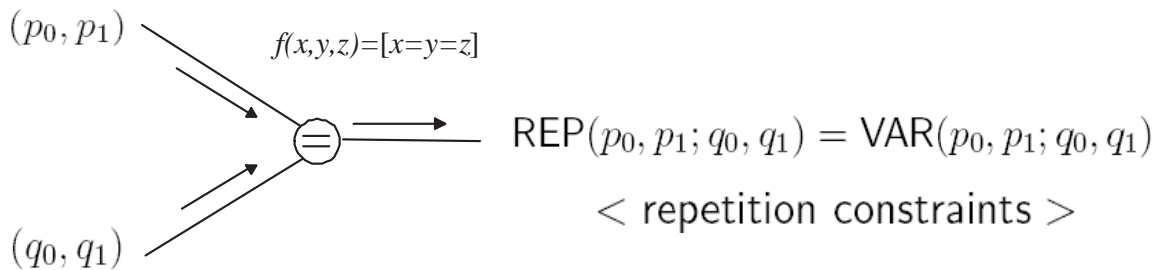 (p₀, p₁)
f(x,y,z)=[x=y=z]
=
REP(p₀, p₁; q₀, q₁) = VAR(p₀, p₁; q₀, q₁)
< repetition constraints >
(q₀, q₁)